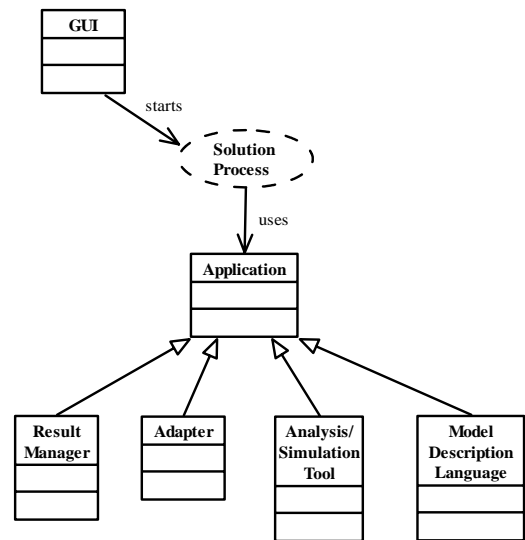 GUI
starts
Solution
Process
uses
Application
Result
Manager
Adapter
Analysis/
Simulation
Tool
Model
Description
Language